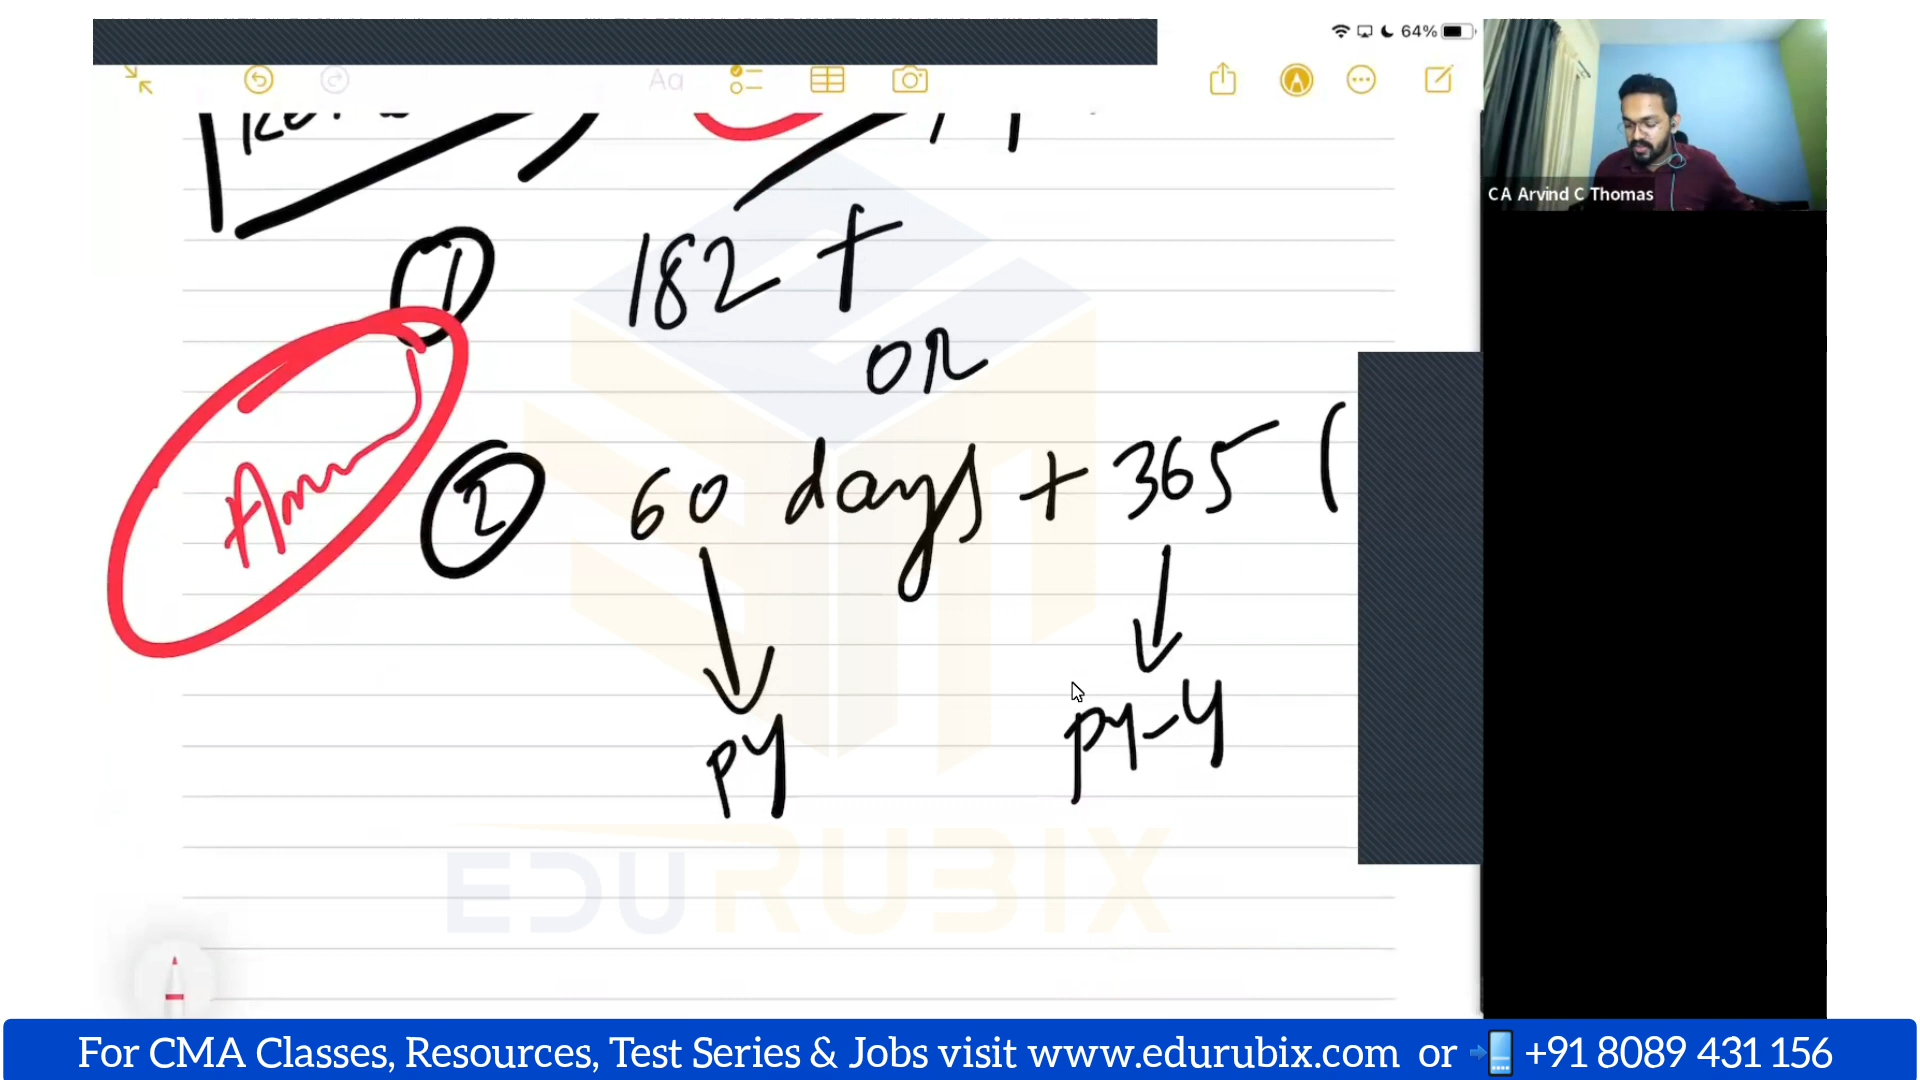 64%
Aa
CA Arvind C Thomas
1 182 +
OR
2 60 days + 365 (
PY PY-4
EDURUBIX
For CMA Classes, Resources, Test Series & Jobs visit www.edurubix.com or +91 8089 431 156